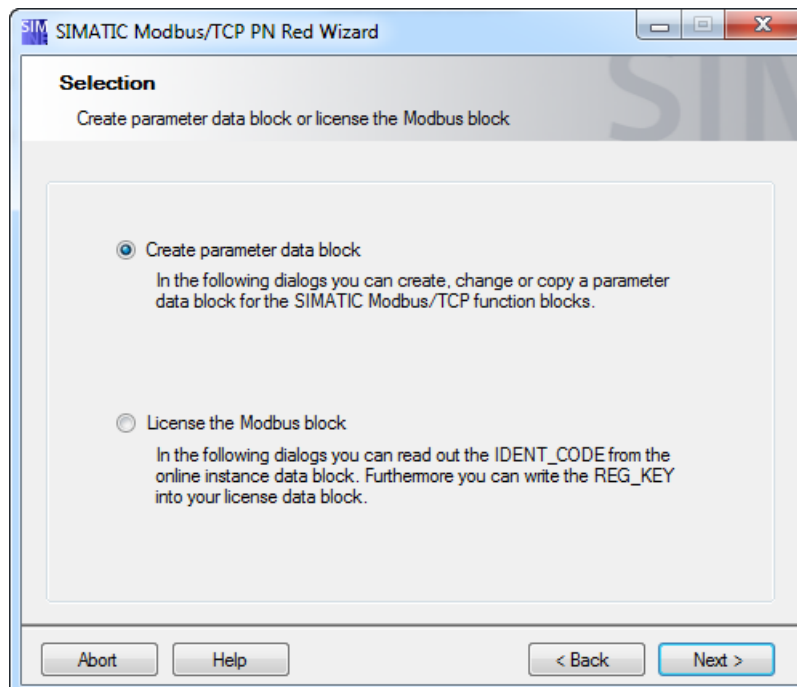 SIMATIC Modbus/TCP PN Red Wizard
Selection
Create parameter data block or license the Modbus block
Create parameter data block
In the following dialogs you can create, change or copy a parameter
data block for the SIMATIC Modbus/TCP function blocks.
License the Modbus block
In the following dialogs you can read out the IDENT_CODE from the
online instance data block. Furthermore you can write the REG_KEY
into your license data block.
Abort Help < Back Next >